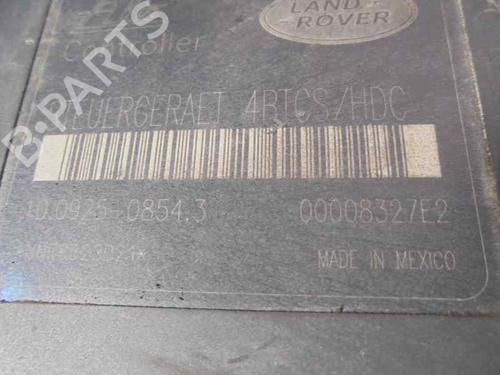 LAND
ROVER
Controller
EUERGERAET 4BTCS/HDC
10.0925-0854.3 00008327E2
MADE IN MEXICO
B-PARTS